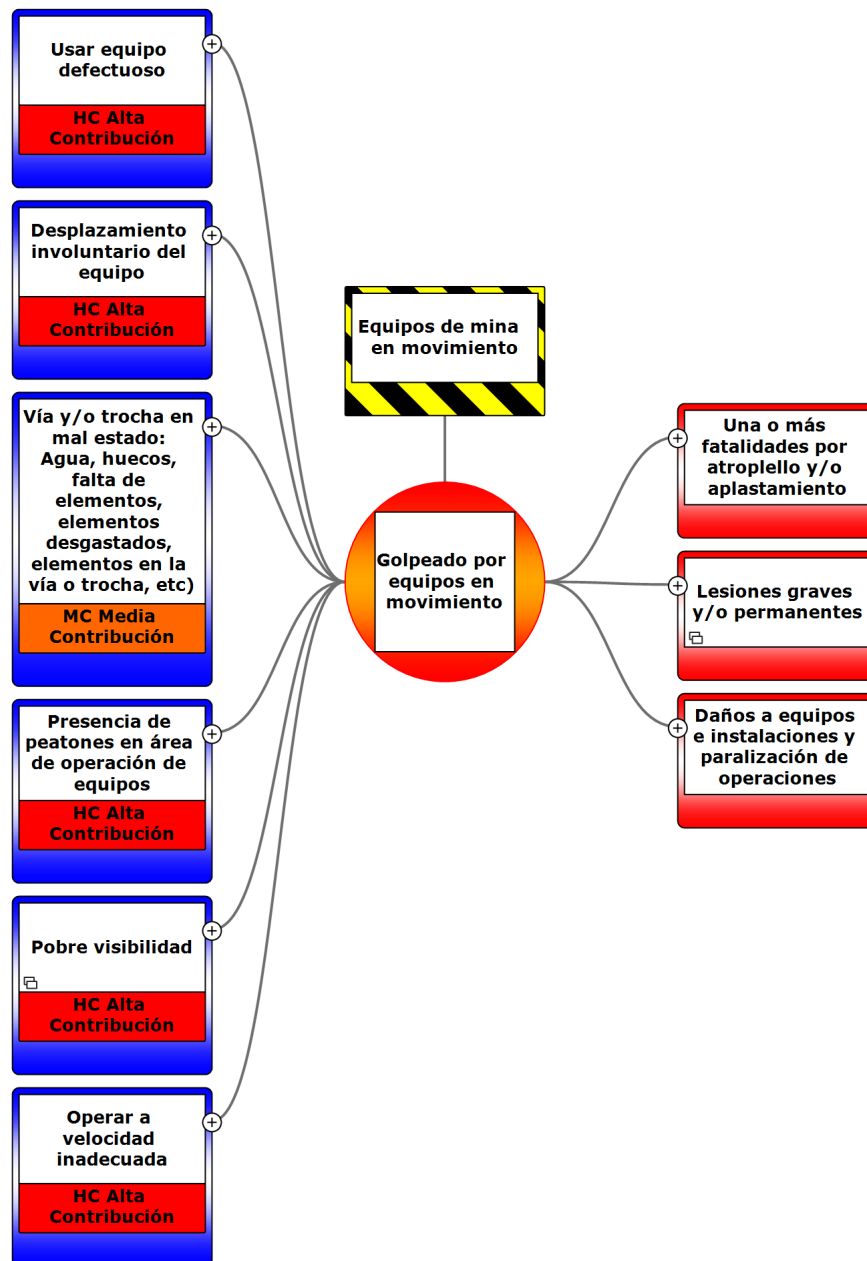 Usar equipo
defectuoso
HC Alta
Contribución
Desplazamiento
involuntario del
equipo
HC Alta
Contribución
Vía y/o trocha en
mal estado:
Agua, huecos,
falta de
elementos,
elementos
desgastados,
elementos en la
vía o trocha, etc)
MC Media
Contribución
Presencia de
peatones en área
de operación de
equipos
HC Alta
Contribución
Pobre visibilidad
HC Alta
Contribución
Operar a
velocidad
inadecuada
HC Alta
Contribución
Equipos de mina
en movimiento
Golpeado por
equipos en
movimiento
Una o más
fatalidades por
atroplello y/o
aplastamiento
Lesiones graves
y/o permanentes
Daños a equipos
e instalaciones y
paralización de
operaciones